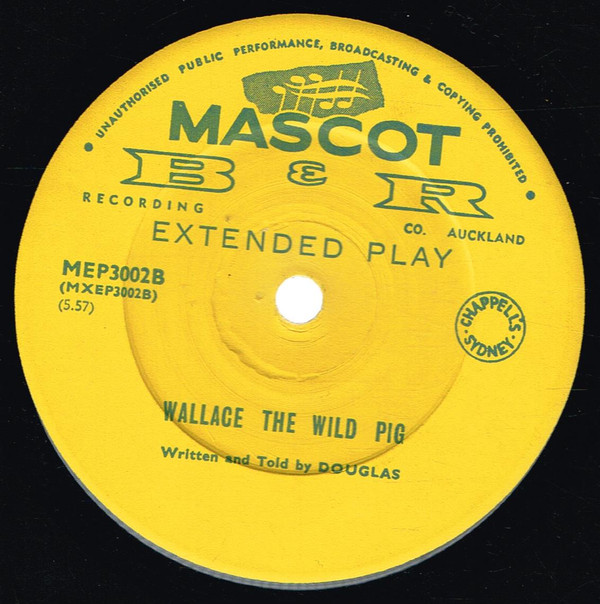 • UNAUTHORISED PUBLIC PERFORMANCE, BROADCASTING & COPYING PROHIBITED •
MASCOT
B & R
RECORDING CO. AUCKLAND
EXTENDED PLAY
MEP3002B
(MXEP3002B)
(5.57)
• CHAPPELL'S •
SYDNEY
WALLACE THE WILD PIG
Written and Told by DOUGLAS